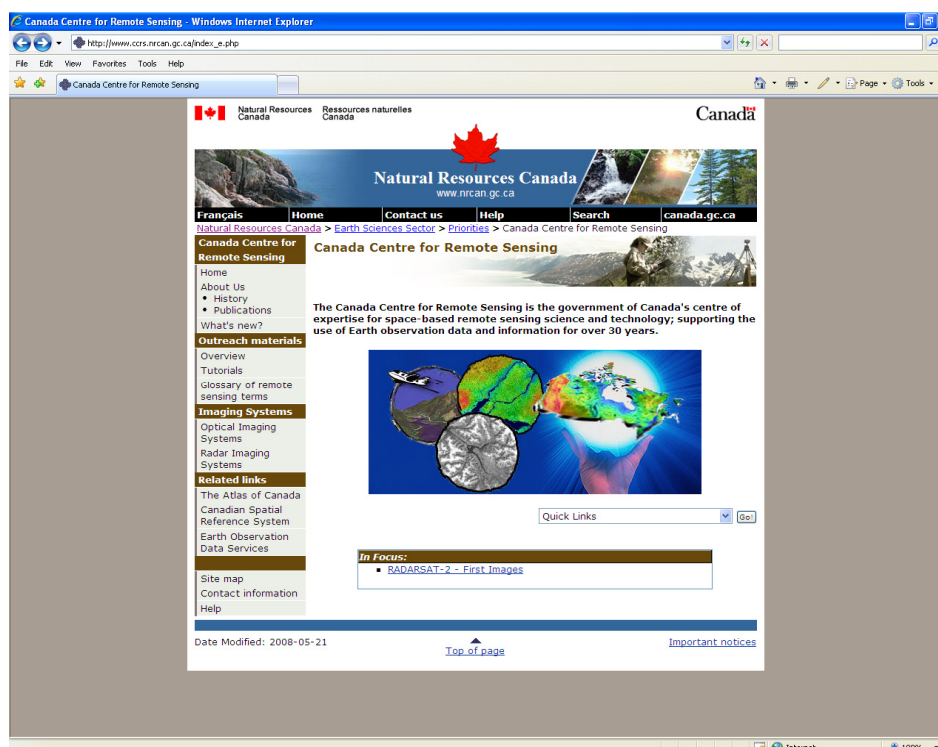 Canada Centre for Remote Sensing - Windows Internet Explorer
http://www.ccrs.nrcan.gc.ca/index_e.php
File Edit View Favorites Tools Help
Canada Centre for Remote Sensing
Page Tools
Natural Resources Ressources naturelles
Canada Canada
Canada
Natural Resources Canada
www.nrcan.gc.ca
Français Home Contact us Help Search canada.gc.ca
Natural Resources Canada > Earth Sciences Sector > Priorities > Canada Centre for Remote Sensing
Canada Centre for
Remote Sensing
Home
About Us
• History
• Publications
What's new?
Outreach materials
Overview
Tutorials
Glossary of remote
sensing terms
Imaging Systems
Optical Imaging
Systems
Radar Imaging
Systems
Related links
The Atlas of Canada
Canadian Spatial
Reference System
Earth Observation
Data Services
Site map
Contact information
Help
Canada Centre for Remote Sensing
The Canada Centre for Remote Sensing is the government of Canada's centre of
expertise for space-based remote sensing science and technology; supporting the
use of Earth observation data and information for over 30 years.
Quick Links
Go!
In Focus:
RADARSAT-2 - First Images
Date Modified: 2008-05-21
Top of page
Important notices